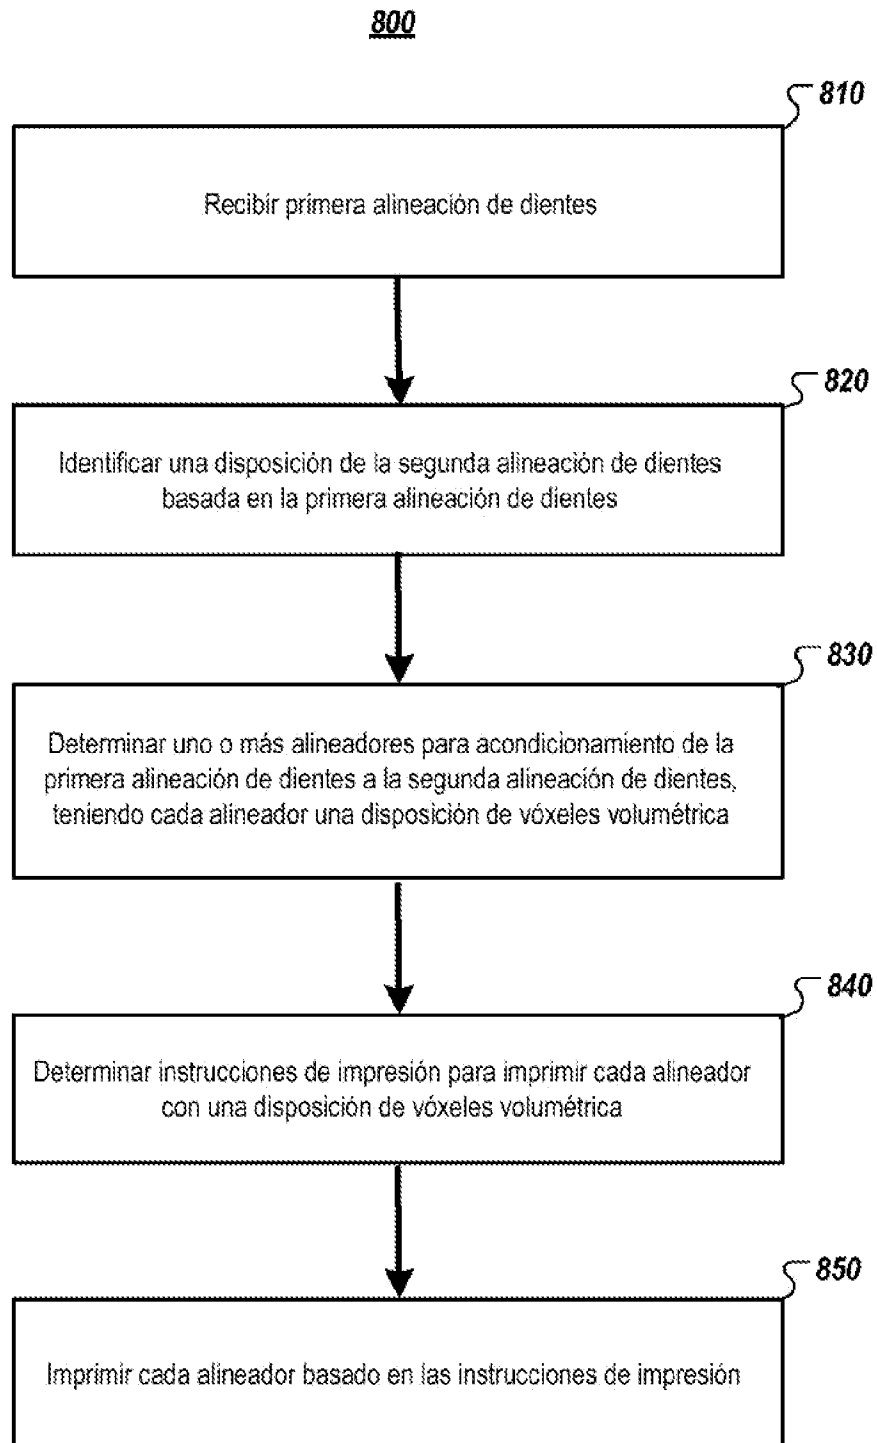 800
810
Recibir primera alineación de dientes
820
Identificar una disposición de la segunda alineación de dientes
basada en la primera alineación de dientes
830
Determinar uno o más alineadores para acondicionamiento de la
primera alineación de dientes a la segunda alineación de dientes,
teniendo cada alineador una disposición de vóxeles volumétrica
840
Determinar instrucciones de impresión para imprimir cada alineador
con una disposición de vóxeles volumétrica
850
Imprimir cada alineador basado en las instrucciones de impresión